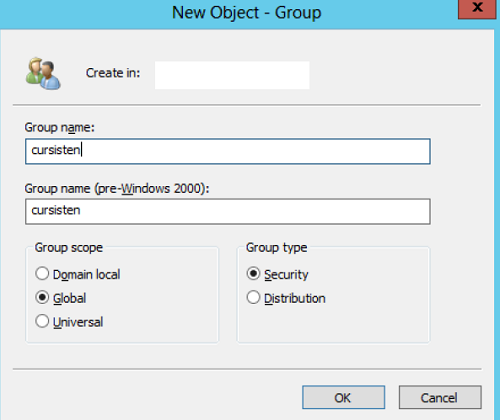 New Object - Group
x
Create in:
Group name:
cursisten
Group name (pre-Windows 2000):
cursisten
Group scope
Group type
Domain local
Security
Global
Distribution
Universal
OK
Cancel